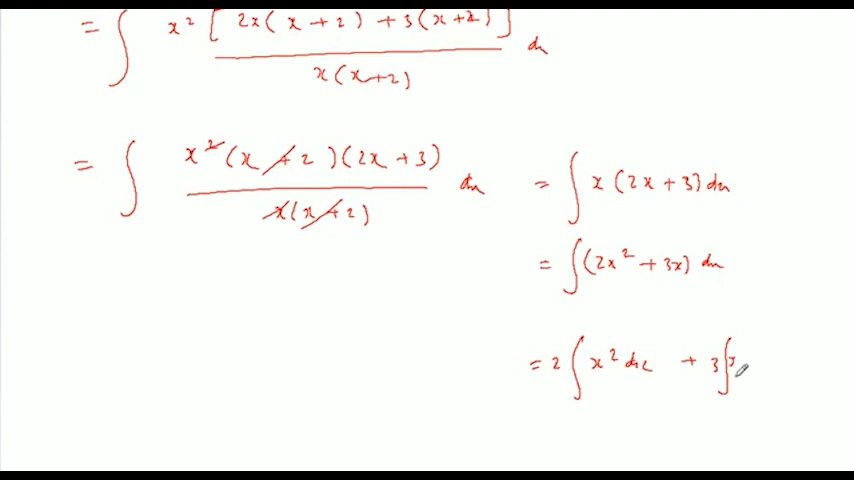 = ∫ x² [ 2x( x + 2 ) + 3 (x+2) ] / x(x+2) dx
= ∫ x² (x + 2 ) (2x + 3) / x(x+2) dx
= ∫ x (2x + 3) dx
= ∫ (2x² + 3x) dx
= 2 ∫ x² dx + 3 ∫ x